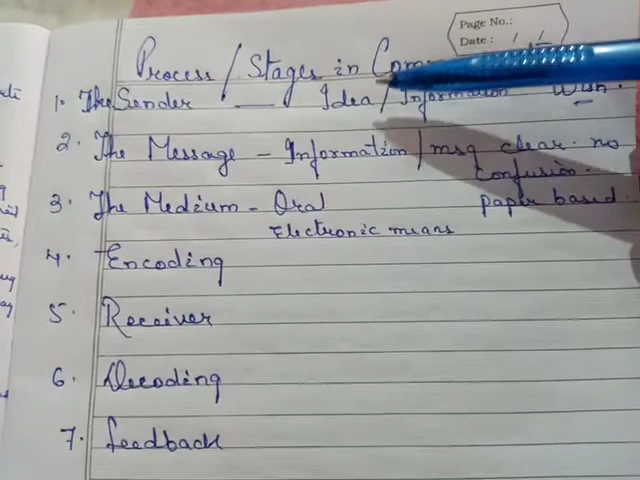 Page No.:
Date : / /
Process / Stages in Com
1. The Sender — Idea / Information Wish.
2. The Message - Information / msg clear. no
confusion.
3. The Medium - Oral paper based.
Electronic means
4. Encoding
5. Receiver
6. Decoding
7. feedback